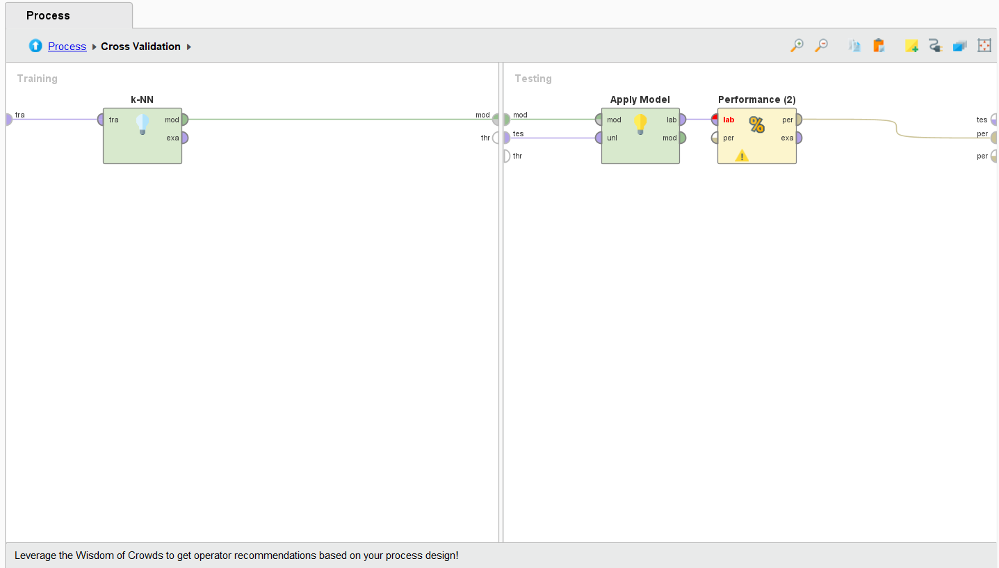 Process
Process Cross Validation
Training
Testing
k-NN
Apply Model
Performance (2)
tra
tra
mod
exa
mod
thr
mod
tes
thr
mod
unl
lab
mod
lab
per
per
exa
tes
per
per
Leverage the Wisdom of Crowds to get operator recommendations based on your process design!